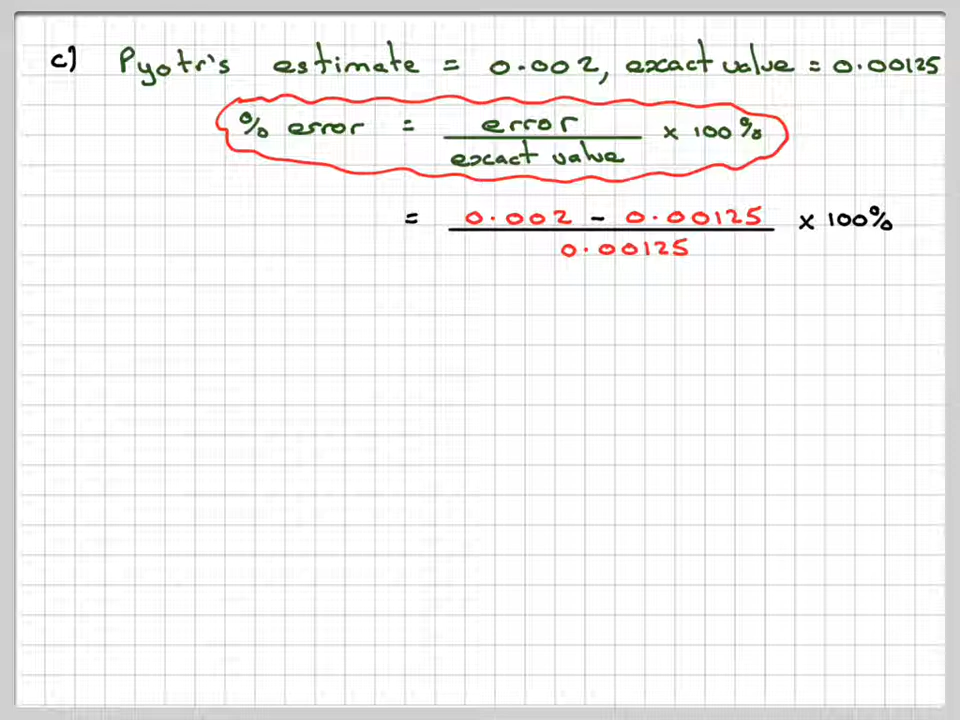 c) Pyotr's estimate = 0.002, exact value = 0.00125
% error = error / exact value × 100%
= 0.002 - 0.00125 / 0.00125 × 100%